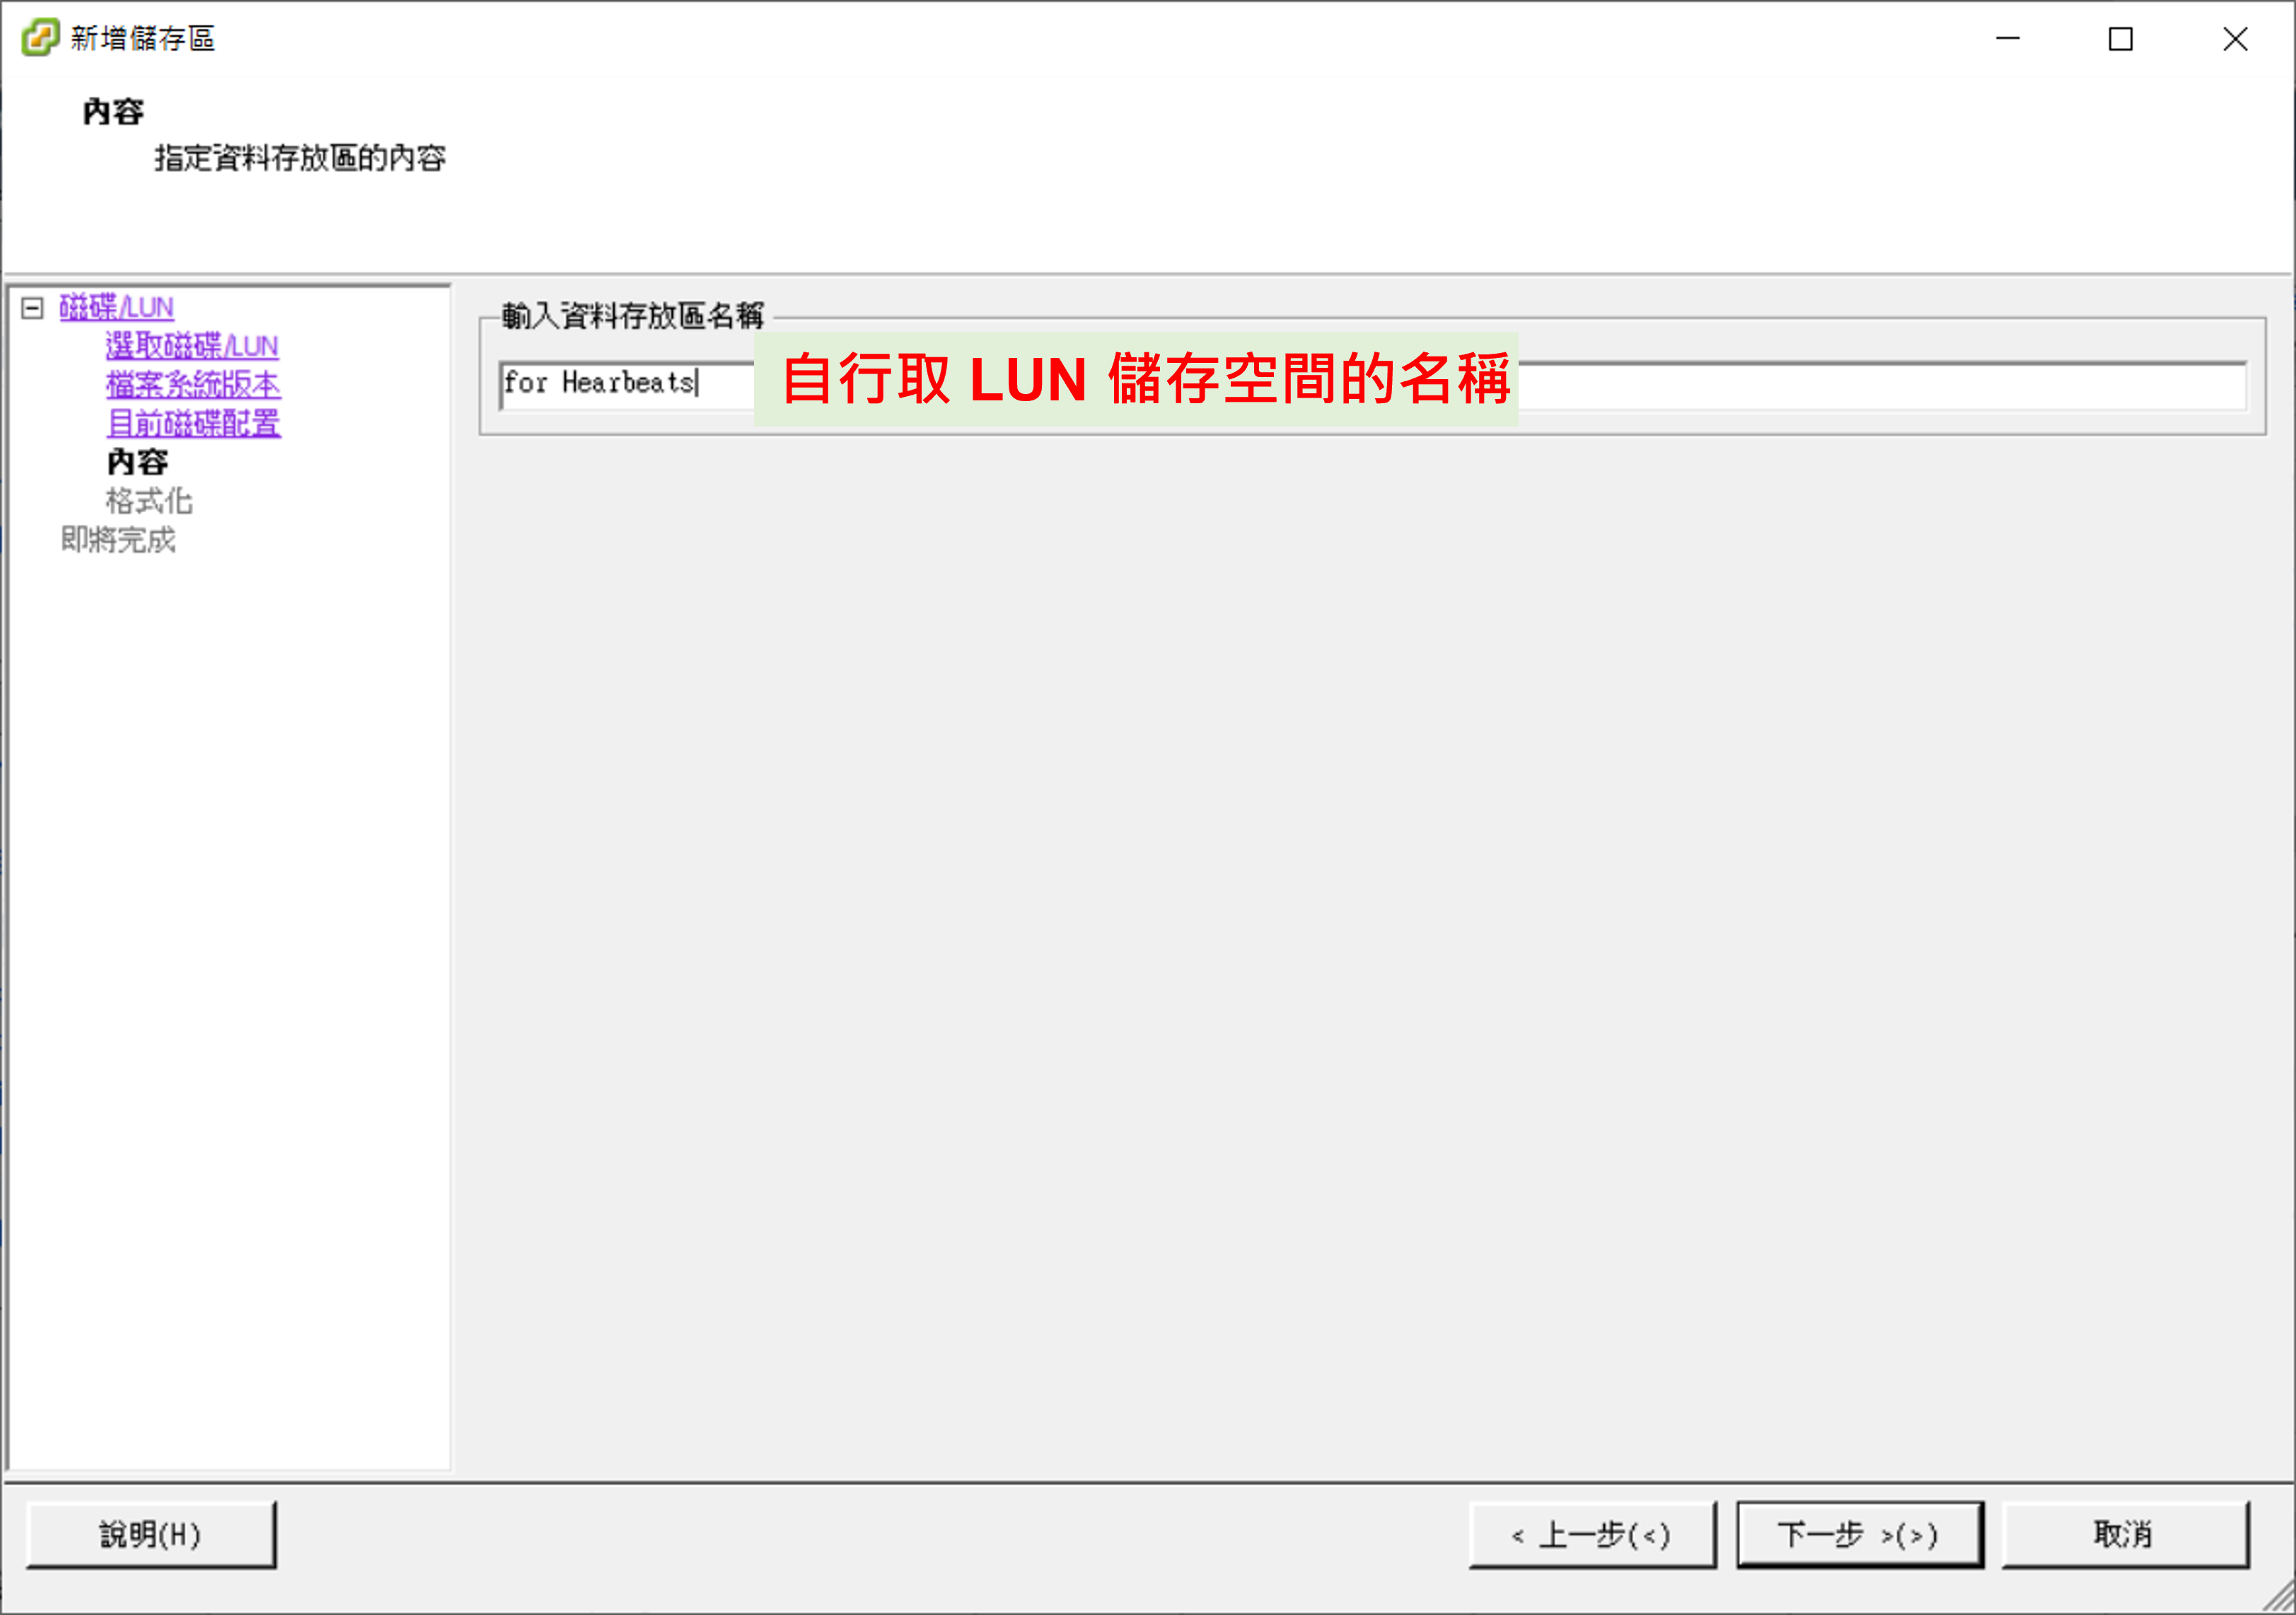 新增儲存區
內容
指定資料存放區的內容
磁碟/LUN
選取磁碟/LUN
檔案系統版本
目前磁碟配置
內容
格式化
即將完成
輸入資料存放區名稱
for Hearbeats
自行取 LUN 儲存空間的名稱
說明(H)
< 上一步(<)
下一步 >(>)
取消